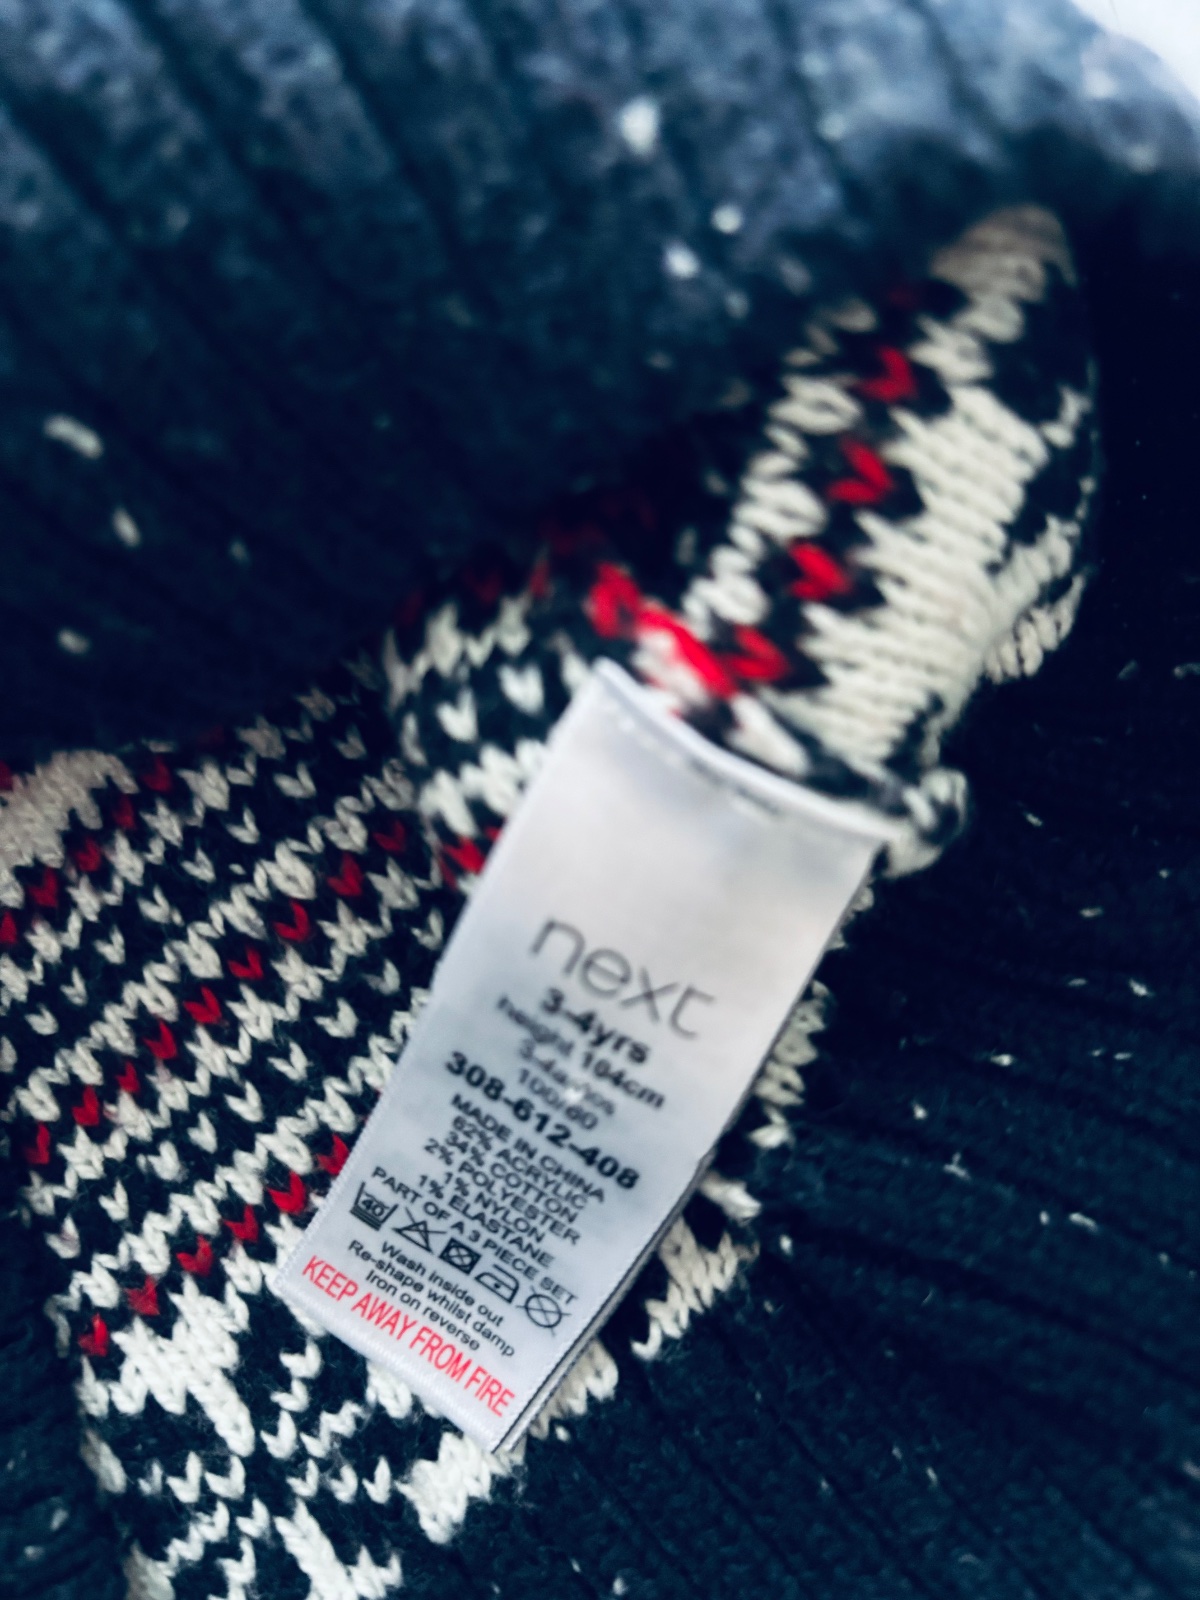 next
3-4yrs
height 104cm
308-612-408
MADE IN CHINA
62% ACRYLIC
34% COTTON
2% POLYESTER
1% NYLON
1% ELASTANE
PART OF A 3 PIECE SET
40
Wash inside out
Re-shape whilst damp
Iron on reverse
KEEP AWAY FROM FIRE